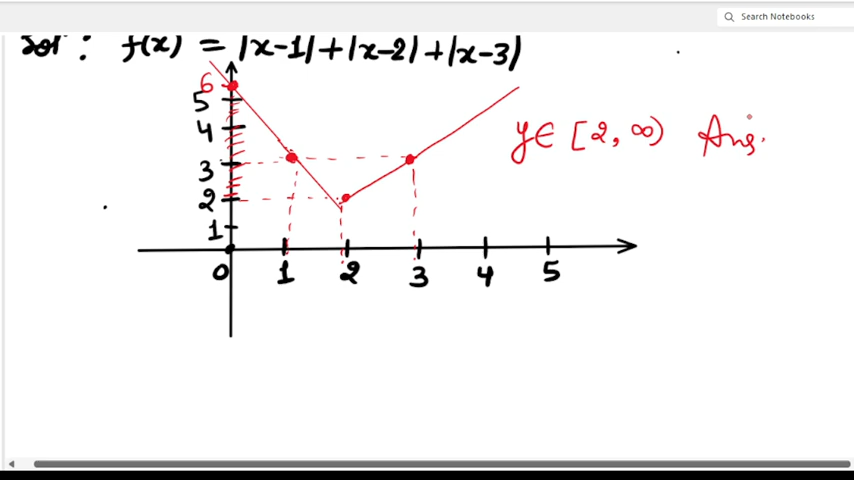 Search Notebooks
Sol : f(x) = |x-1|+|x-2|+|x-3|
6
5
4
3
2
1
y∈ [2, ∞) Ans.
0 1 2 3 4 5